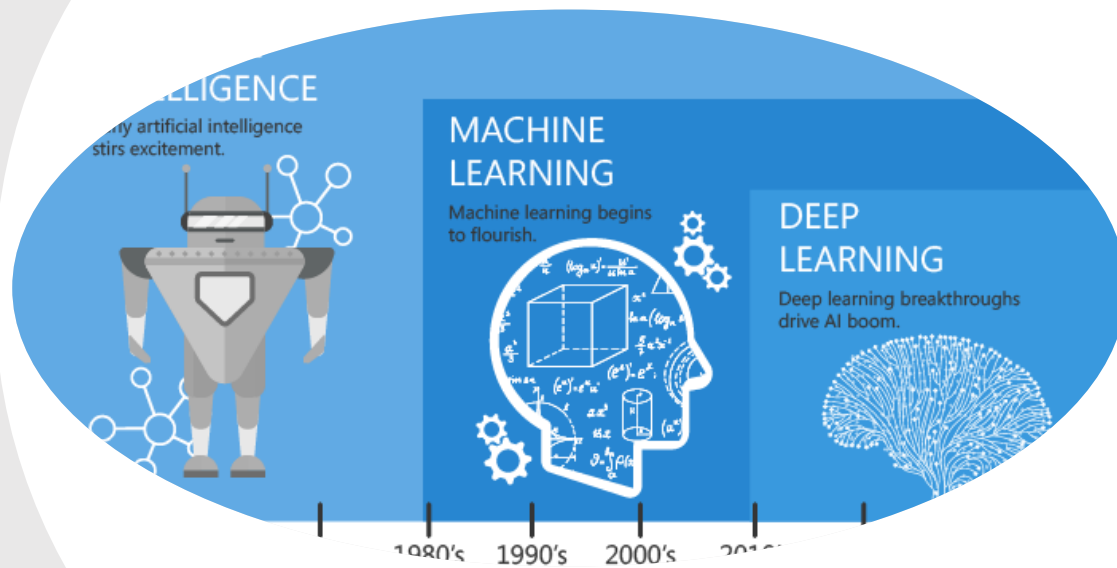 LLIGENCE
artificial intelligence
stirs excitement.
MACHINE
LEARNING
Machine learning begins
to flourish.
DEEP
LEARNING
Deep learning breakthroughs
drive AI boom.
1980's 1990's 2000's 2010'